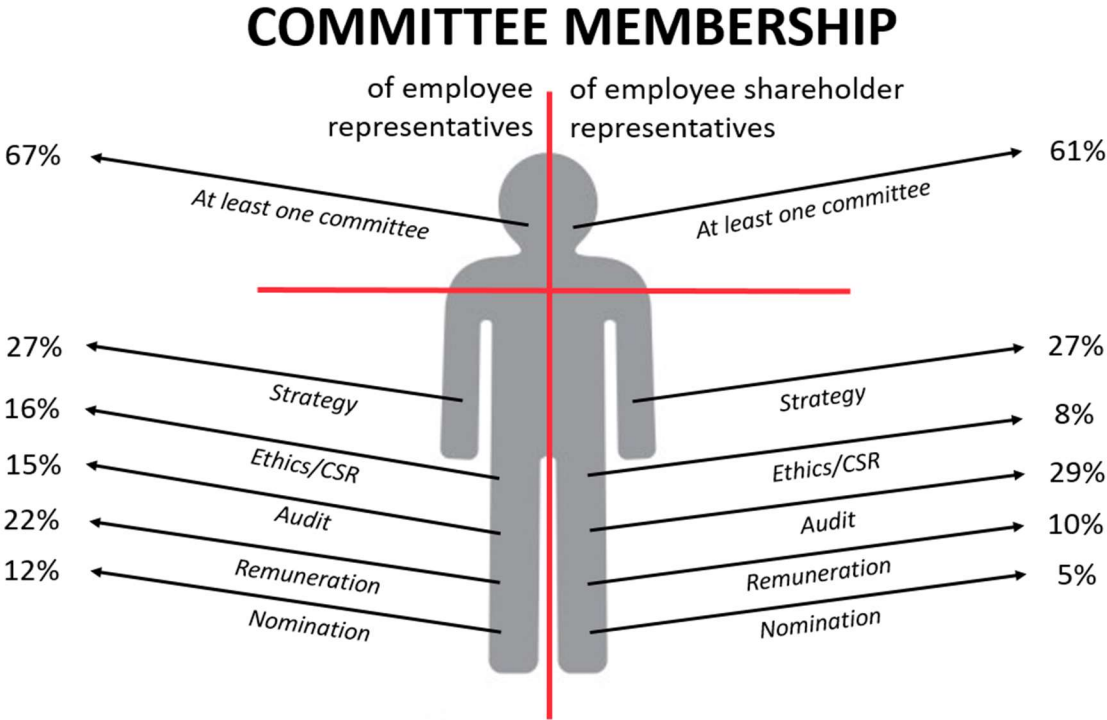 COMMITTEE MEMBERSHIP
of employee
representatives
of employee shareholder
representatives
67%
At least one committee
61%
At least one committee
27%
Strategy
27%
Strategy
16%
Ethics/CSR
8%
Ethics/CSR
15%
Audit
29%
Audit
22%
Remuneration
10%
Remuneration
12%
Nomination
5%
Nomination